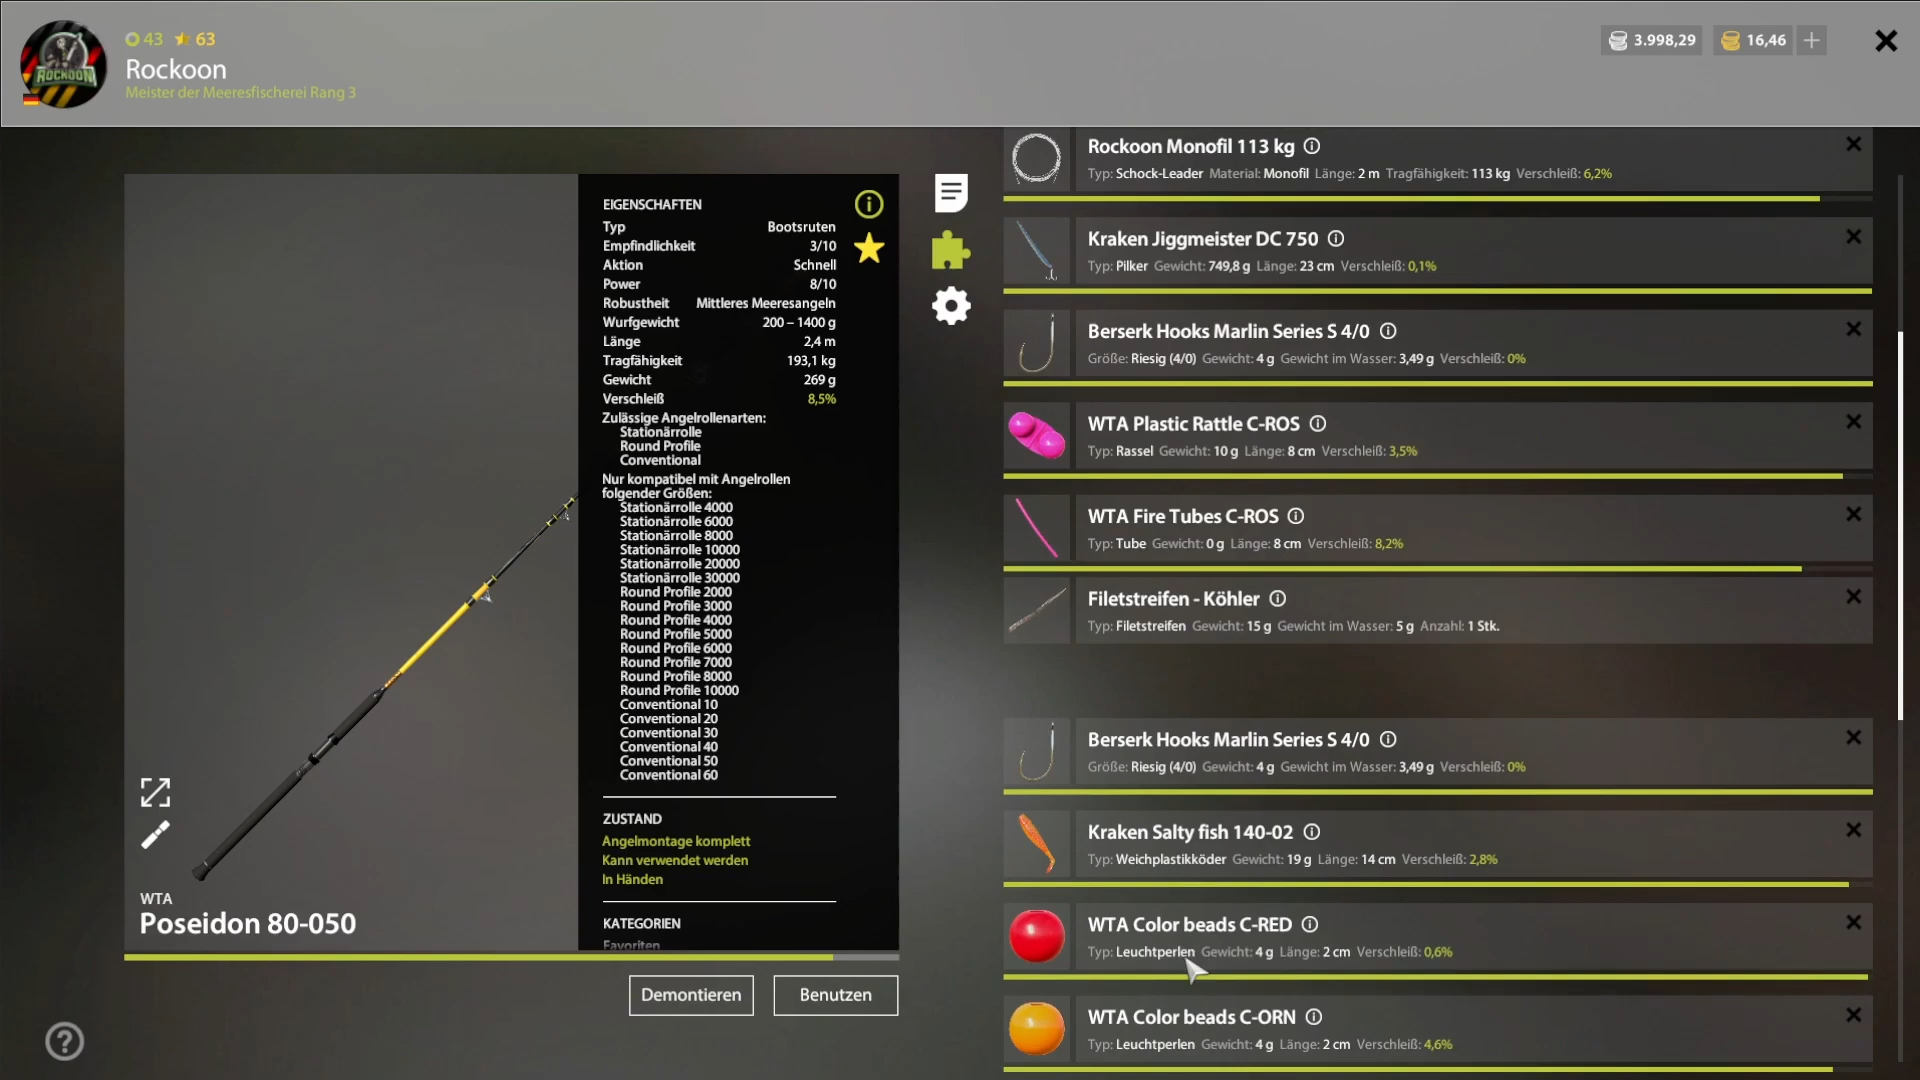 43 63
Rockoon
Meister der Meeresfischerei Rang 3
3.998,29
16,46
ROCKOON
EIGENSCHAFTEN
Typ Bootsruten
Empfindlichkeit 3/10
Aktion Schnell
Power 8/10
Robustheit Mittleres Meeresangeln
Wurfgewicht 200 – 1400 g
Länge 2,4 m
Tragfähigkeit 193,1 kg
Gewicht 269 g
Verschleiß 8,5%
Zulässige Angelrollenarten:
Stationärrolle
Round Profile
Conventional
Nur kompatibel mit Angelrollen
folgender Größen:
Stationärrolle 4000
Stationärrolle 6000
Stationärrolle 8000
Stationärrolle 10000
Stationärrolle 20000
Stationärrolle 30000
Round Profile 2000
Round Profile 3000
Round Profile 4000
Round Profile 5000
Round Profile 6000
Round Profile 7000
Round Profile 8000
Round Profile 10000
Conventional 10
Conventional 20
Conventional 30
Conventional 40
Conventional 50
Conventional 60
ZUSTAND
Angelmontage komplett
Kann verwendet werden
In Händen
KATEGORIEN
Favoriten
WTA
Poseidon 80-050
Demontieren
Benutzen
?
Rockoon Monofil 113 kg
Typ: Schock-Leader Material: Monofil Länge: 2 m Tragfähigkeit: 113 kg Verschleiß: 6,2%
Kraken Jiggmeister DC 750
Typ: Pilker Gewicht: 749,8 g Länge: 23 cm Verschleiß: 0,1%
Berserk Hooks Marlin Series S 4/0
Größe: Riesig (4/0) Gewicht: 4 g Gewicht im Wasser: 3,49 g Verschleiß: 0%
WTA Plastic Rattle C-ROS
Typ: Rassel Gewicht: 10 g Länge: 8 cm Verschleiß: 3,5%
WTA Fire Tubes C-ROS
Typ: Tube Gewicht: 0 g Länge: 8 cm Verschleiß: 8,2%
Filetstreifen - Köhler
Typ: Filetstreifen Gewicht: 15 g Gewicht im Wasser: 5 g Anzahl: 1 Stk.
Berserk Hooks Marlin Series S 4/0
Größe: Riesig (4/0) Gewicht: 4 g Gewicht im Wasser: 3,49 g Verschleiß: 0%
Kraken Salty fish 140-02
Typ: Weichplastikköder Gewicht: 19 g Länge: 14 cm Verschleiß: 2,8%
WTA Color beads C-RED
Typ: Leuchtperlen Gewicht: 4 g Länge: 2 cm Verschleiß: 0,6%
WTA Color beads C-ORN
Typ: Leuchtperlen Gewicht: 4 g Länge: 2 cm Verschleiß: 4,6%